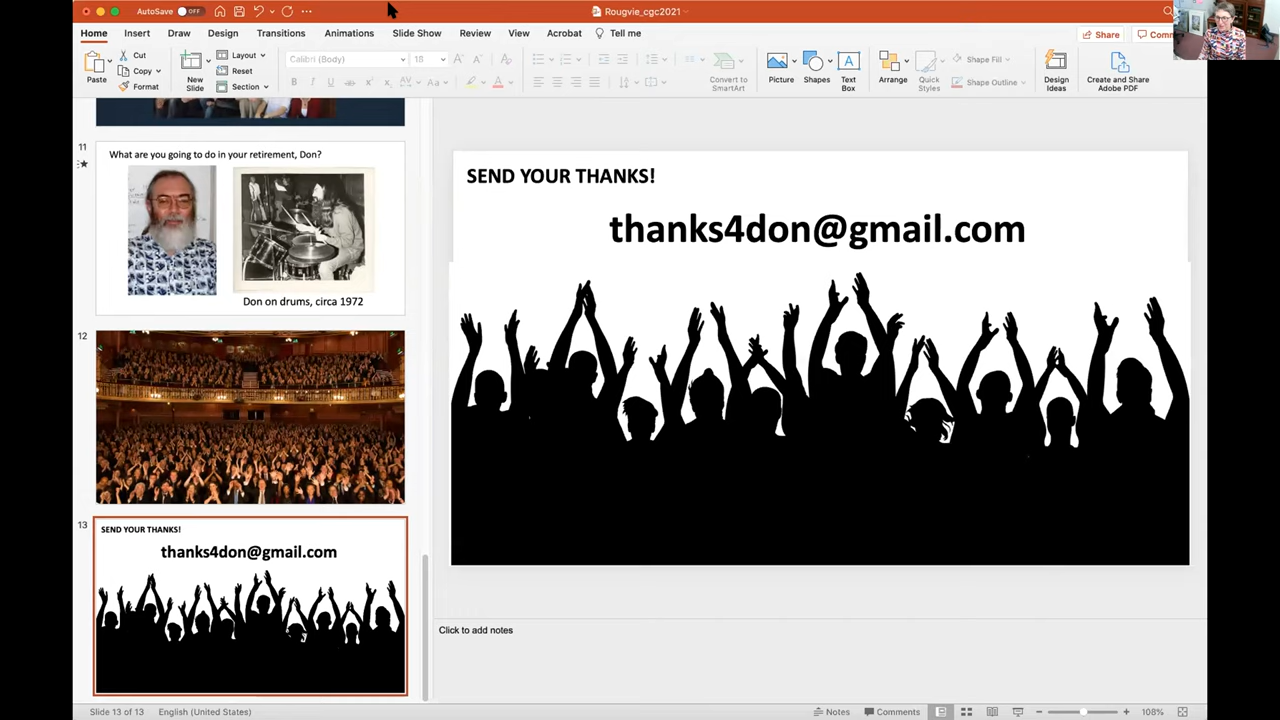 AutoSave OFF
Rougvie_cgc2021
Home Insert Draw Design Transitions Animations Slide Show Review View Acrobat Tell me
Share
Comm
Paste
Cut
Copy
Format
New Slide
Layout
Reset
Section
Calibri (Body)
18
Convert to SmartArt
Picture
Shapes
Text Box
Arrange
Quick Styles
Shape Fill
Shape Outline
Design Ideas
Create and Share Adobe PDF
11
What are you going to do in your retirement, Don?
Don on drums, circa 1972
12
13
SEND YOUR THANKS!
thanks4don@gmail.com
SEND YOUR THANKS!
thanks4don@gmail.com
Click to add notes
Slide 13 of 13
English (United States)
Notes
Comments
108%